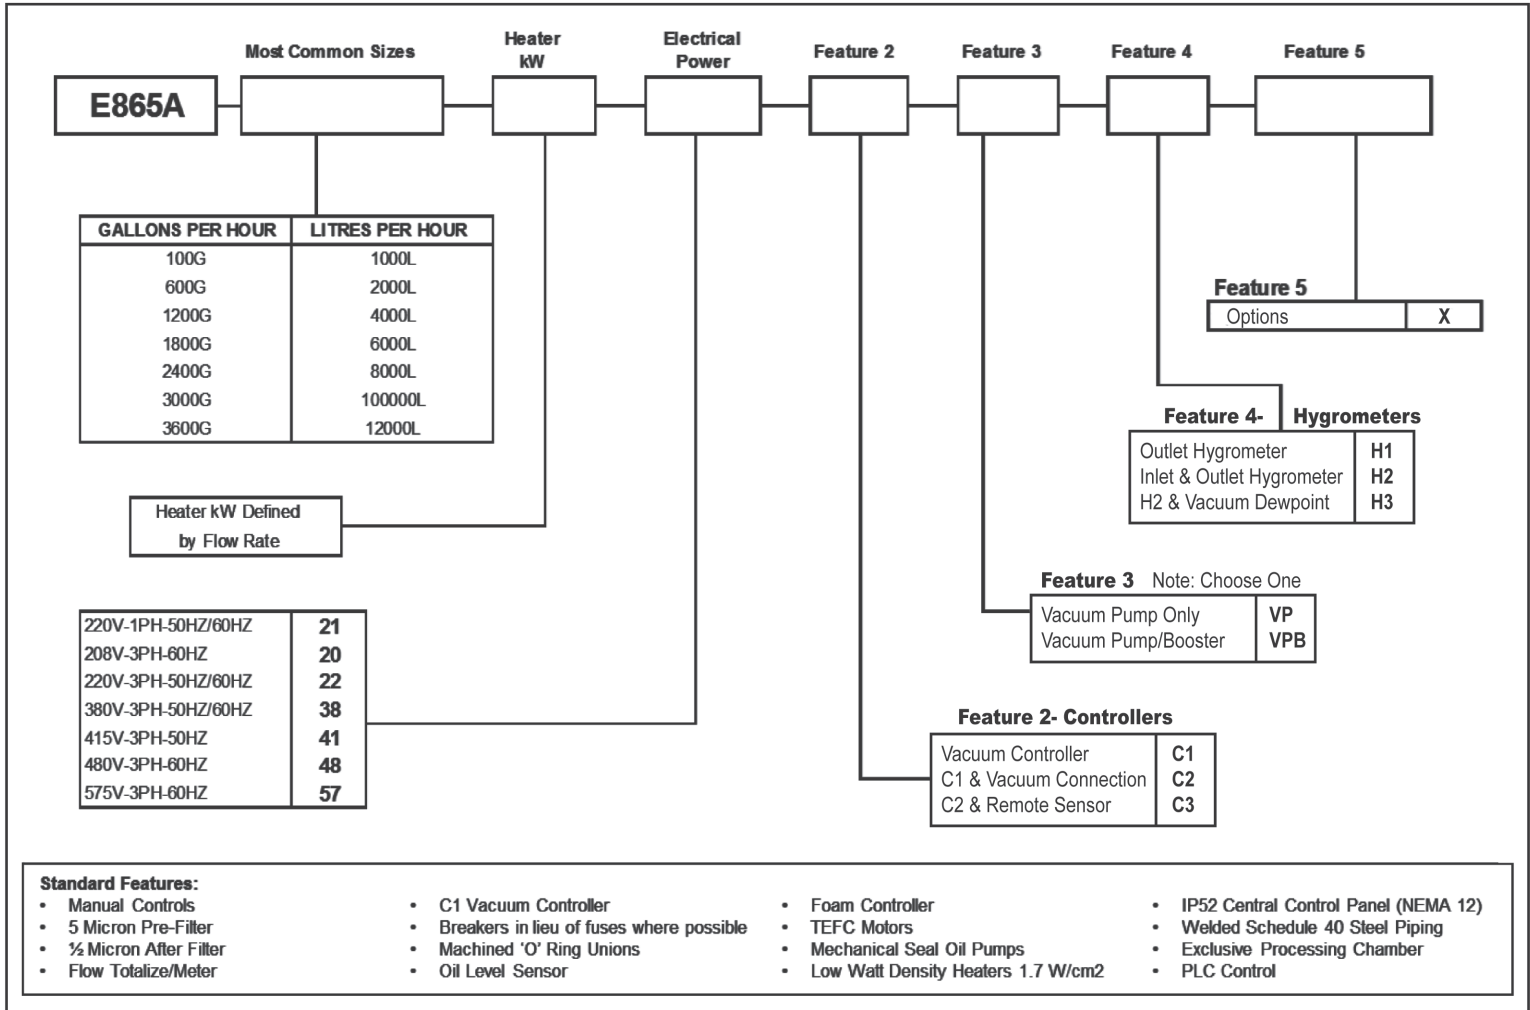 Most Common Sizes
Heater
kW
Electrical
Power
Feature 2
Feature 3
Feature 4
Feature 5
E865A
GALLONS PER HOUR LITRES PER HOUR
100G 1000L
600G 2000L
1200G 4000L
1800G 6000L
2400G 8000L
3000G 100000L
3600G 12000L
Feature 5
Options X
Feature 4- Hygrometers
Outlet Hygrometer H1
Inlet & Outlet Hygrometer H2
H2 & Vacuum Dewpoint H3
Heater kW Defined
by Flow Rate
Feature 3 Note: Choose One
Vacuum Pump Only VP
Vacuum Pump/Booster VPB
220V-1PH-50HZ/60HZ 21
208V-3PH-60HZ 20
220V-3PH-50HZ/60HZ 22
380V-3PH-50HZ/60HZ 38
415V-3PH-50HZ 41
480V-3PH-60HZ 48
575V-3PH-60HZ 57
Feature 2- Controllers
Vacuum Controller C1
C1 & Vacuum Connection C2
C2 & Remote Sensor C3
Standard Features:
• Manual Controls
• 5 Micron Pre-Filter
• ½ Micron After Filter
• Flow Totalize/Meter
• C1 Vacuum Controller
• Breakers in lieu of fuses where possible
• Machined 'O' Ring Unions
• Oil Level Sensor
• Foam Controller
• TEFC Motors
• Mechanical Seal Oil Pumps
• Low Watt Density Heaters 1.7 W/cm2
• IP52 Central Control Panel (NEMA 12)
• Welded Schedule 40 Steel Piping
• Exclusive Processing Chamber
• PLC Control